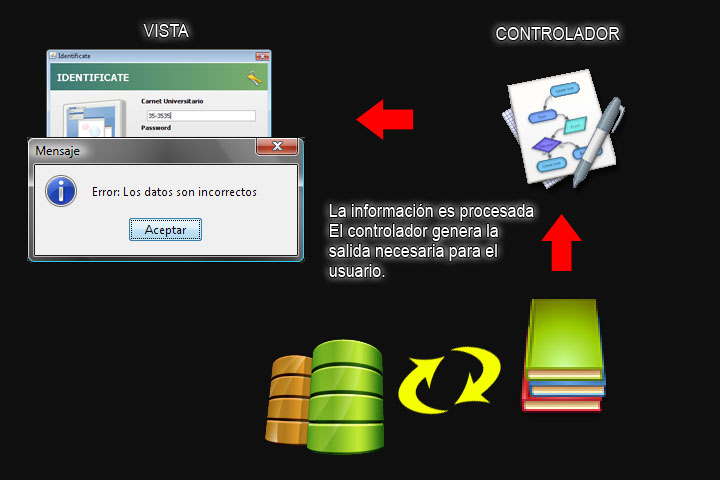 VISTA
CONTROLADOR
Identificate
IDENTIFICATE
Carnet Universitario
35-3535
Password
Mensaje
Error: Los datos son incorrectos
Aceptar
La información es procesada
El controlador genera la
salida necesaria para el
usuario.